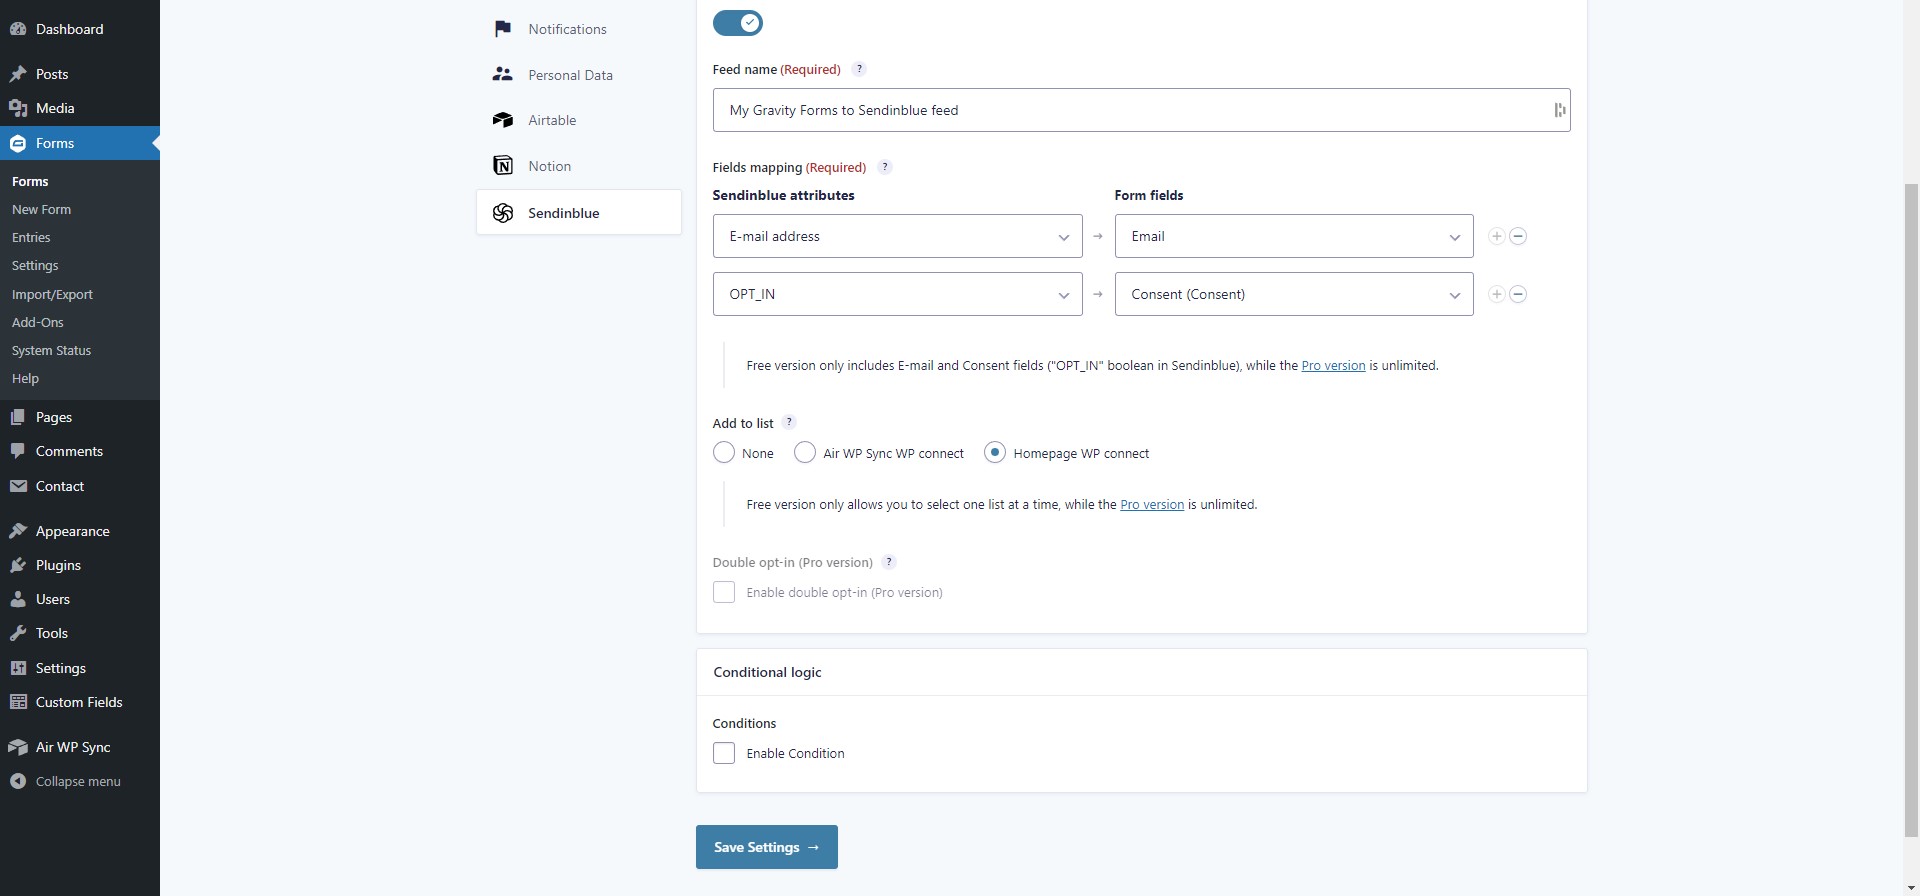 Dashboard
Posts
Media
Forms
Forms
New Form
Entries
Settings
Import/Export
Add-Ons
System Status
Help
Pages
Comments
Contact
Appearance
Plugins
Users
Tools
Settings
Custom Fields
Air WP Sync
Collapse menu
Notifications
Personal Data
Airtable
Notion
Sendinblue
Feed name (Required) ?
My Gravity Forms to Sendinblue feed
Fields mapping (Required) ?
Sendinblue attributes Form fields
E-mail address → Email
OPT_IN → Consent (Consent)
Free version only includes E-mail and Consent fields ("OPT_IN" boolean in Sendinblue), while the Pro version is unlimited.
Add to list ?
None Air WP Sync WP connect Homepage WP connect
Free version only allows you to select one list at a time, while the Pro version is unlimited.
Double opt-in (Pro version) ?
Enable double opt-in (Pro version)
Conditional logic
Conditions
Enable Condition
Save Settings →